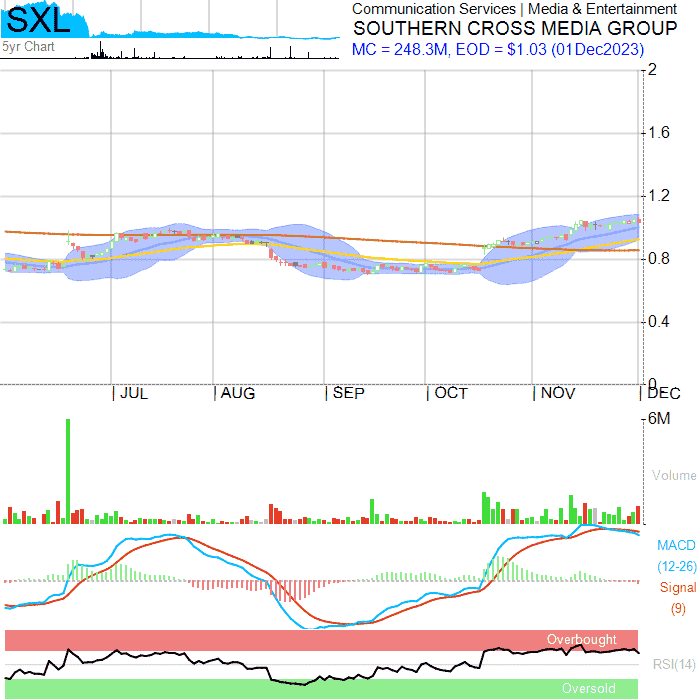 SXL
5yr Chart
Communication Services | Media & Entertainment
SOUTHERN CROSS MEDIA GROUP
MC = 248.3M, EOD = $1.03 (01Dec2023)
2
1.6
1.2
0.8
0.4
0
| JUL | AUG | SEP | OCT | NOV | DEC
6M
Volume
MACD
(12-26)
Signal
(9)
Overbought
RSI(14)
Oversold